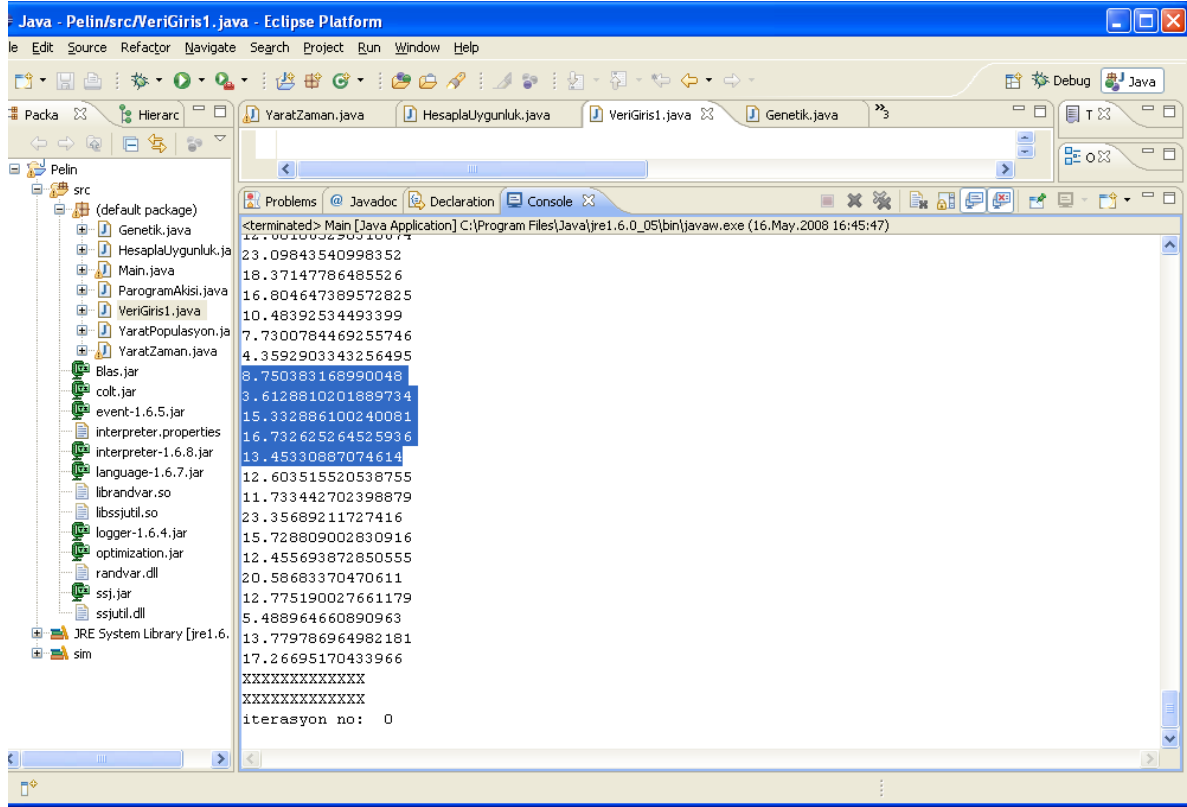 Java - Pelin/src/VeriGiris1.java - Eclipse Platform
le Edit Source Refactor Navigate Search Project Run Window Help
Debug Java
Packa Hierarc
YaratZaman.java HesaplaUygunluk.java VeriGiris1.java Genetik.java »3
T
O
Pelin
src
(default package)
Genetik.java
HesaplaUygunluk.ja
Main.java
ParogramAkisi.java
VeriGiris1.java
YaratPopulasyon.ja
YaratZaman.java
Blas.jar
colt.jar
event-1.6.5.jar
interpreter.properties
interpreter-1.6.8.jar
language-1.6.7.jar
librandvar.so
libssjutil.so
logger-1.6.4.jar
optimization.jar
randvar.dll
ssj.jar
ssjutil.dll
JRE System Library [jre1.6.
sim
Problems @ Javadoc Declaration Console
<terminated> Main [Java Application] C:\Program Files\Java\jre1.6.0_05\bin\javaw.exe (16.May.2008 16:45:47)
23.09843540998352
18.37147786485526
16.804647389572825
10.48392534493399
7.7300784469255746
4.3592903343256495
8.750383168990048
3.6128810201889734
15.332886100240081
16.732625264525936
13.45330887074614
12.603515520538755
11.733442702398879
23.35689211727416
15.728809002830916
12.455693872850555
20.58683370470611
12.775190027661179
5.488964660890963
13.779786964982181
17.26695170433966
XXXXXXXXXXXXX
XXXXXXXXXXXXX
iterasyon no: 0